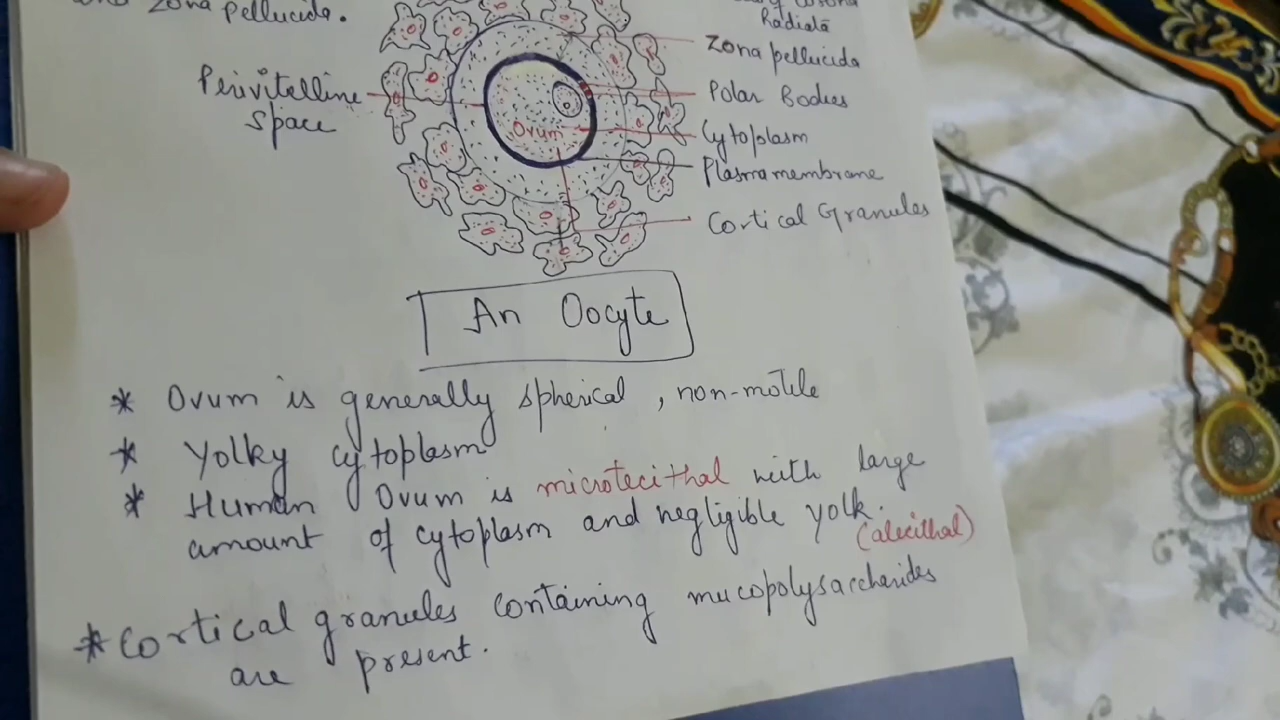 Zona pellucida.
Radiata
Zona pellucida
Perivitelline
space
Polar Bodies
Ovum
Cytoplasm
Plasma membrane
Cortical Granules
An Oocyte
* Ovum is generally spherical, non-motile
* Yolky cytoplasm
* Human Ovum is microtecithal with large
amount of cytoplasm and negligible yolk.
(alecithal)
* Cortical granules containing mucopolysaccharides
are present.